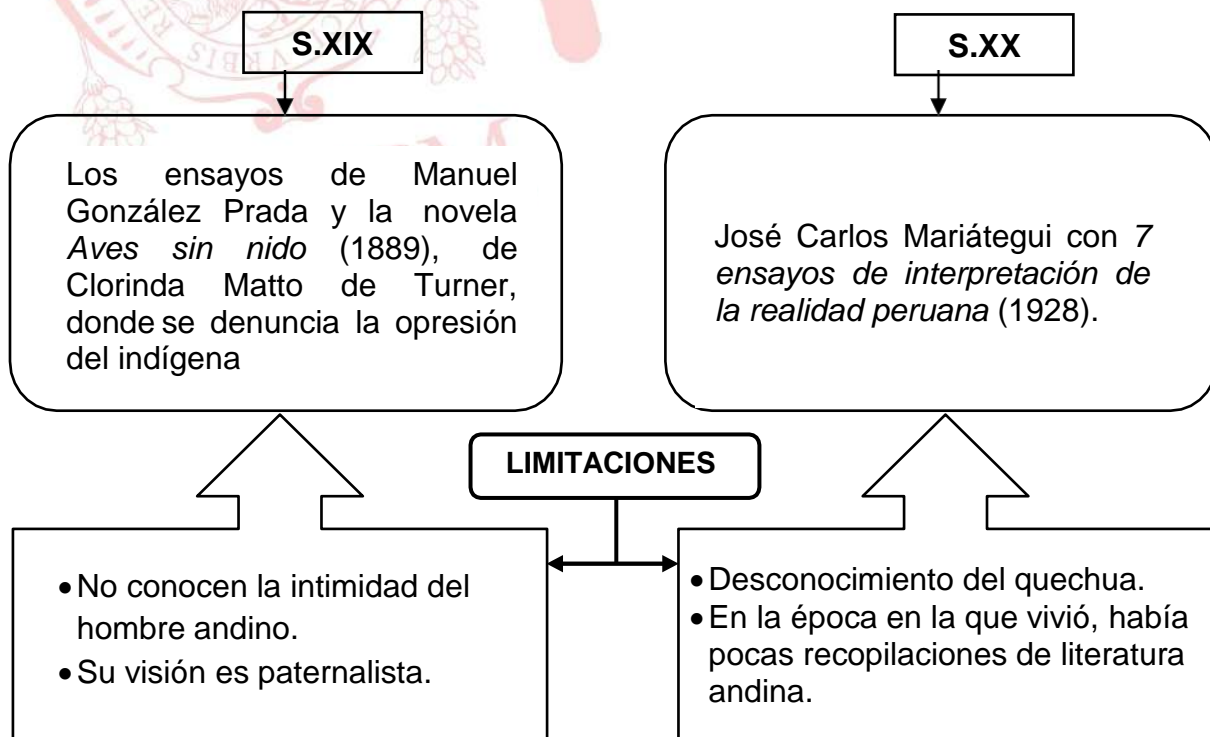 S.XIX
Los ensayos de Manuel
González Prada y la novela
Aves sin nido (1889), de
Clorinda Matto de Turner,
donde se denuncia la opresión
del indígena
S.XX
José Carlos Mariátegui con 7
ensayos de interpretación de
la realidad peruana (1928).
LIMITACIONES
• No conocen la intimidad del
hombre andino.
• Su visión es paternalista.
• Desconocimiento del quechua.
• En la época en la que vivió, había
pocas recopilaciones de literatura
andina.